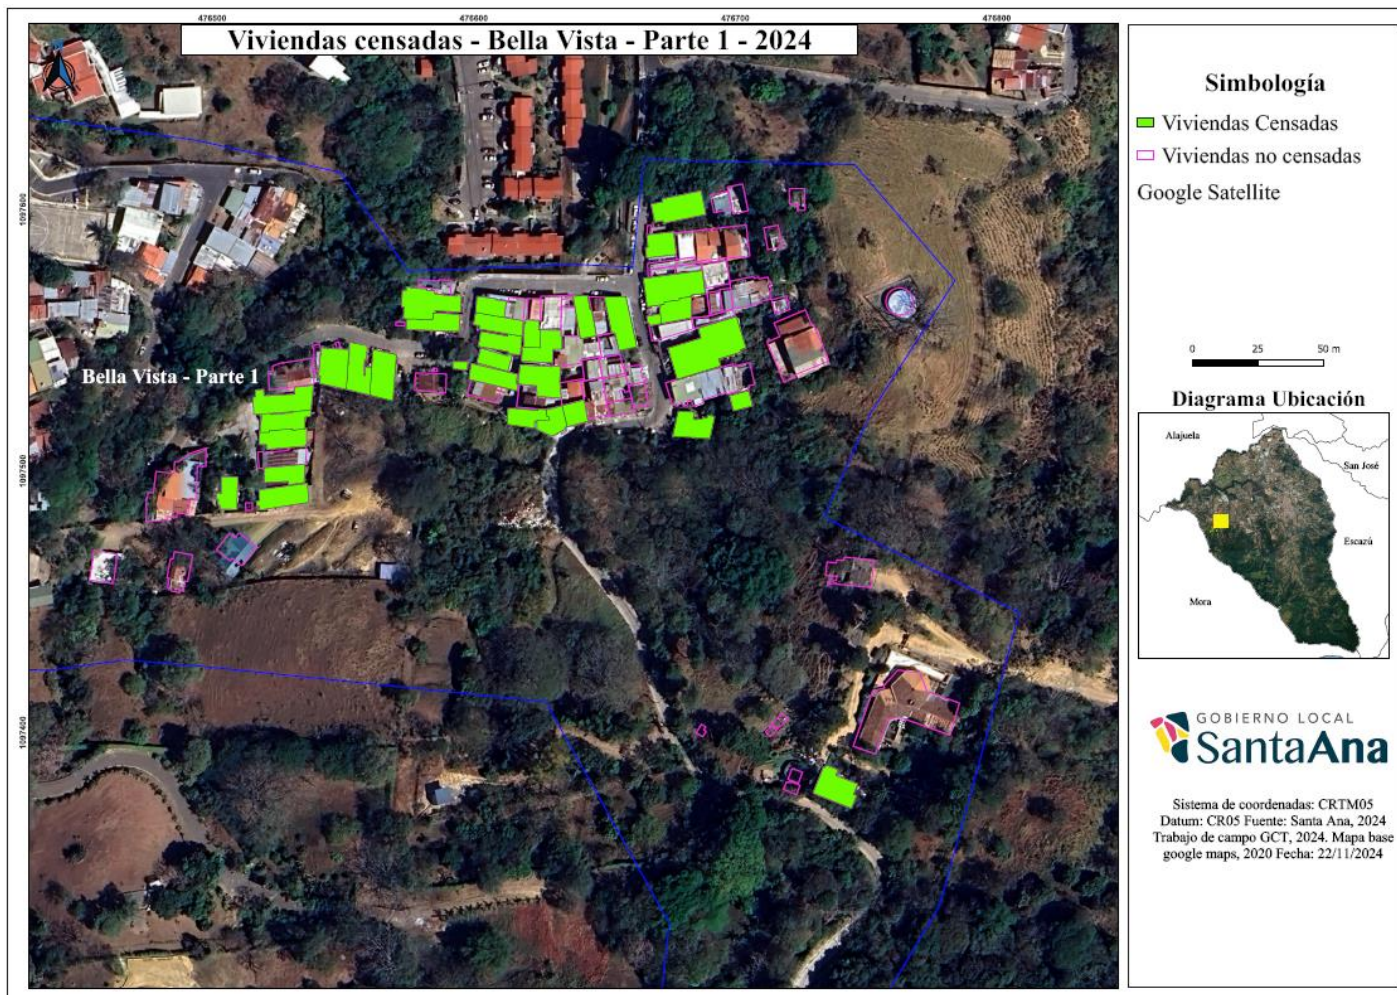 476500
476600
476700
476800
Viviendas censadas - Bella Vista - Parte 1 - 2024
1097600
1097500
1097400
Bella Vista - Parte 1
Simbología
Viviendas Censadas
Viviendas no censadas
Google Satellite
0 25 50 m
Diagrama Ubicación
Alajuela
San José
Escazú
Mora
GOBIERNO LOCAL
SantaAna
Sistema de coordenadas: CRTM05
Datum: CR05 Fuente: Santa Ana, 2024
Trabajo de campo GCT, 2024. Mapa base
google maps, 2020 Fecha: 22/11/2024